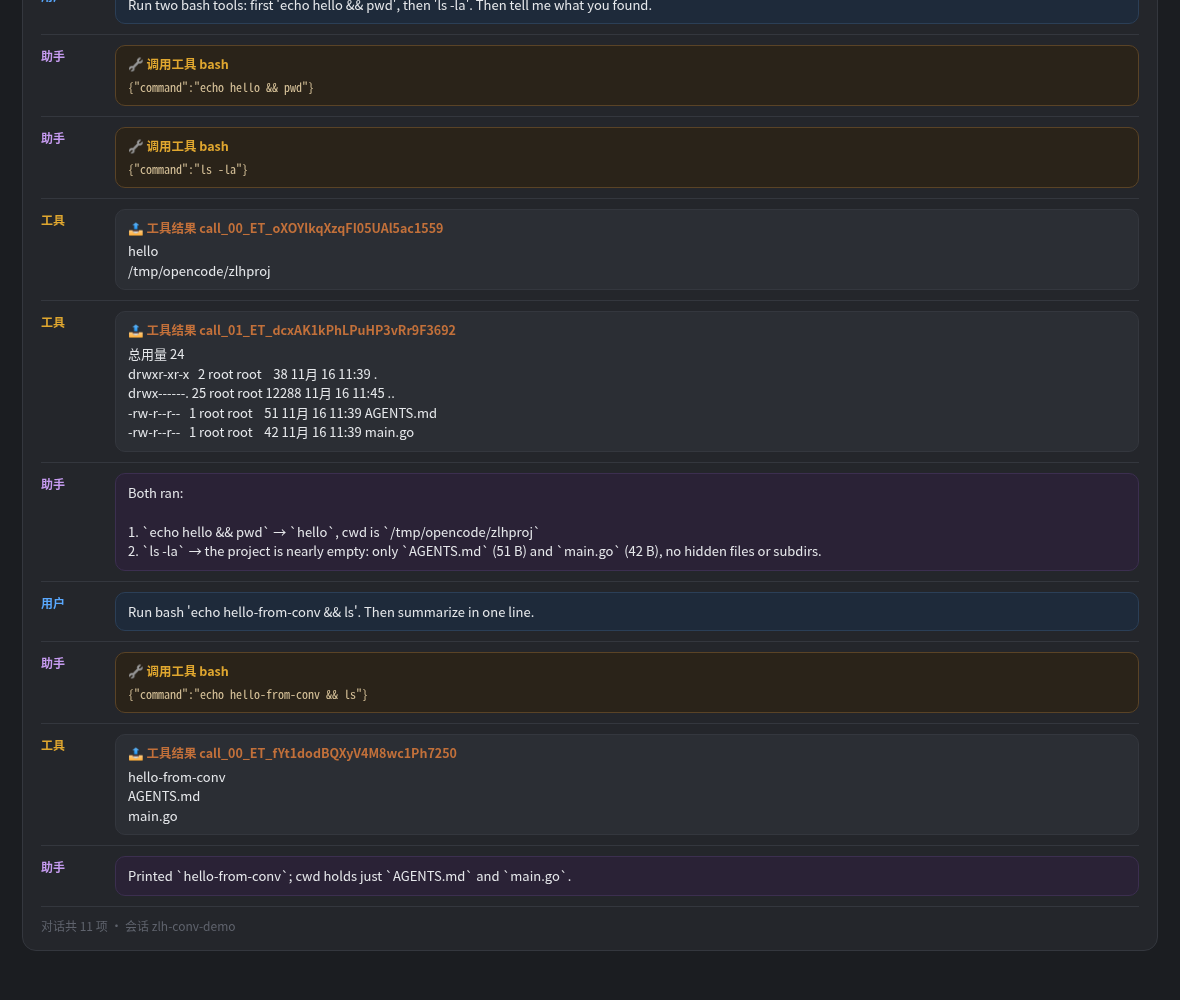 用户
Run two bash tools: first 'echo hello && pwd', then 'ls -la'. Then tell me what you found.
助手
调用工具 bash
{"command":"echo hello && pwd"}
助手
调用工具 bash
{"command":"ls -la"}
工具
工具结果 call_00_ET_oXOYlkqXzqFI05UAl5ac1559
hello
/tmp/opencode/zlhproj
工具
工具结果 call_01_ET_dcxAK1kPhLPuHP3vRr9F3692
总用量 24
drwxr-xr-x 2 root root 38 11月 16 11:39 .
drwx------. 25 root root 12288 11月 16 11:45 ..
-rw-r--r-- 1 root root 51 11月 16 11:39 AGENTS.md
-rw-r--r-- 1 root root 42 11月 16 11:39 main.go
助手
Both ran:
1. `echo hello && pwd` → `hello`, cwd is `/tmp/opencode/zlhproj`
2. `ls -la` → the project is nearly empty: only `AGENTS.md` (51 B) and `main.go` (42 B), no hidden files or subdirs.
用户
Run bash 'echo hello-from-conv && ls'. Then summarize in one line.
助手
调用工具 bash
{"command":"echo hello-from-conv && ls"}
工具
工具结果 call_00_ET_fYt1dodBQXyV4M8wc1Ph7250
hello-from-conv
AGENTS.md
main.go
助手
Printed `hello-from-conv`; cwd holds just `AGENTS.md` and `main.go`.
对话共 11 项 · 会话 zlh-conv-demo